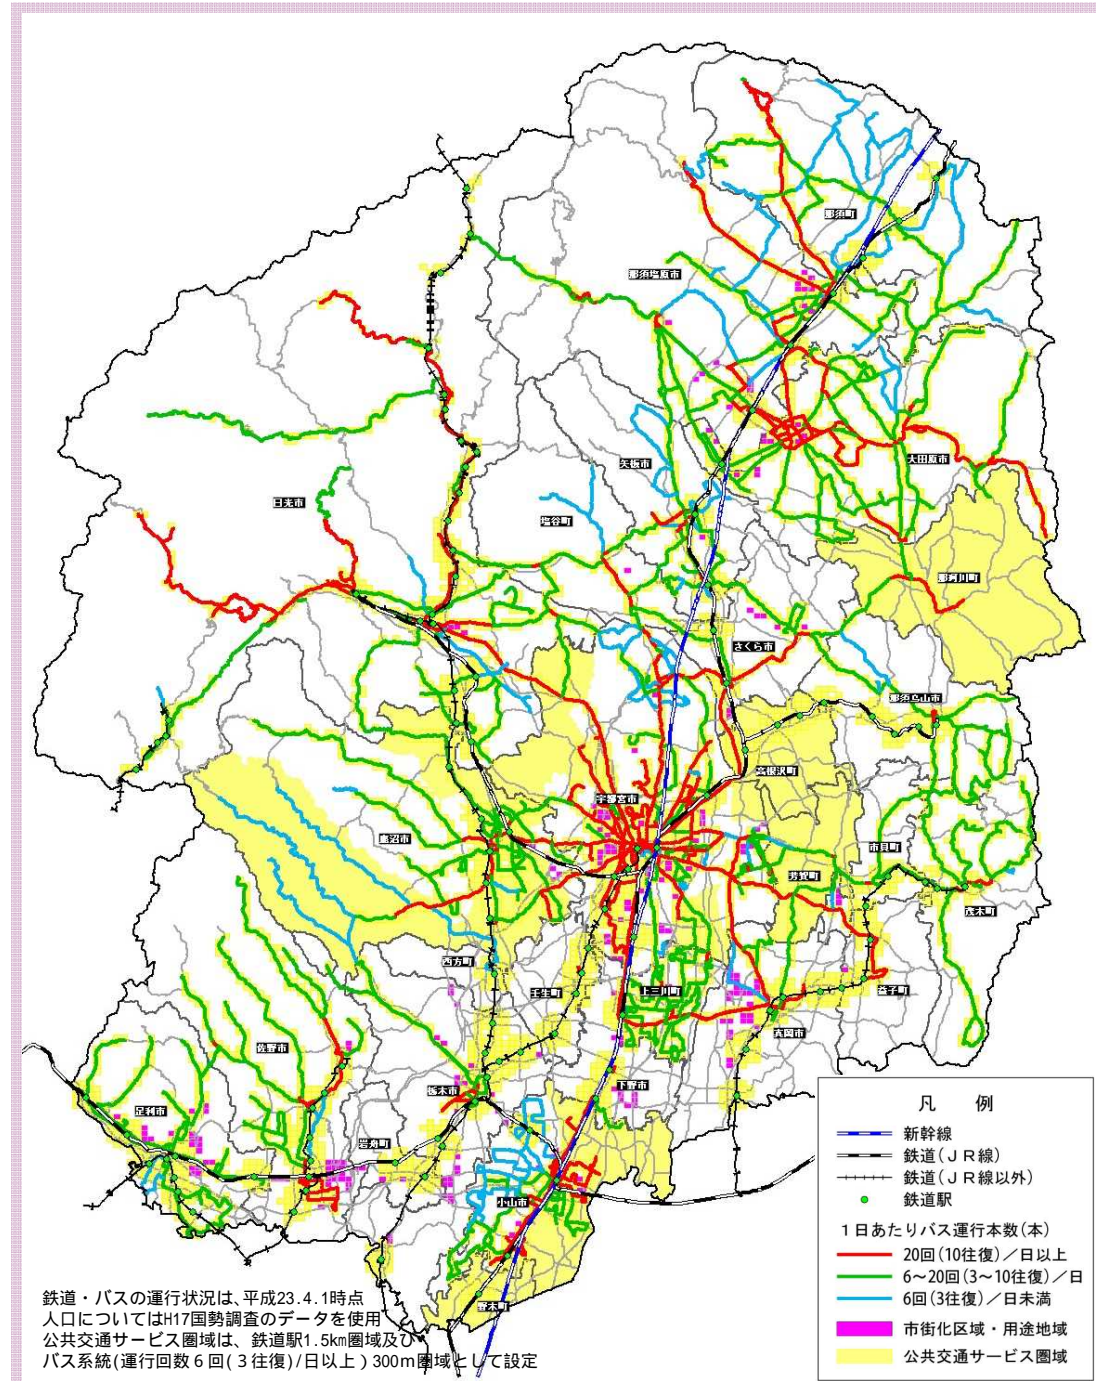 那須町
那須塩原市
矢板市
大田原市
日光市
塩谷町
那珂川町
さくら市
那須烏山市
高根沢町
宇都宮市
鹿沼市
市貝町
芳賀町
茂木町
西方町
壬生町
上三川町
益子町
真岡市
佐野市
栃木市
下野市
足利市
岩舟町
小山市
野木町
鉄道・バスの運行状況は、平成23.4.1時点
人口についてはH17国勢調査のデータを使用
公共交通サービス圏域は、鉄道駅1.5km圏域及び
バス系統(運行回数６回(３往復)/日以上)300m圏域として設定
凡　例
新幹線
鉄道(ＪＲ線)
鉄道(ＪＲ線以外)
鉄道駅
１日あたりバス運行本数(本)
20回(10往復)／日以上
6～20回(3～10往復)／日
6回(3往復)／日未満
市街化区域・用途地域
公共交通サービス圏域